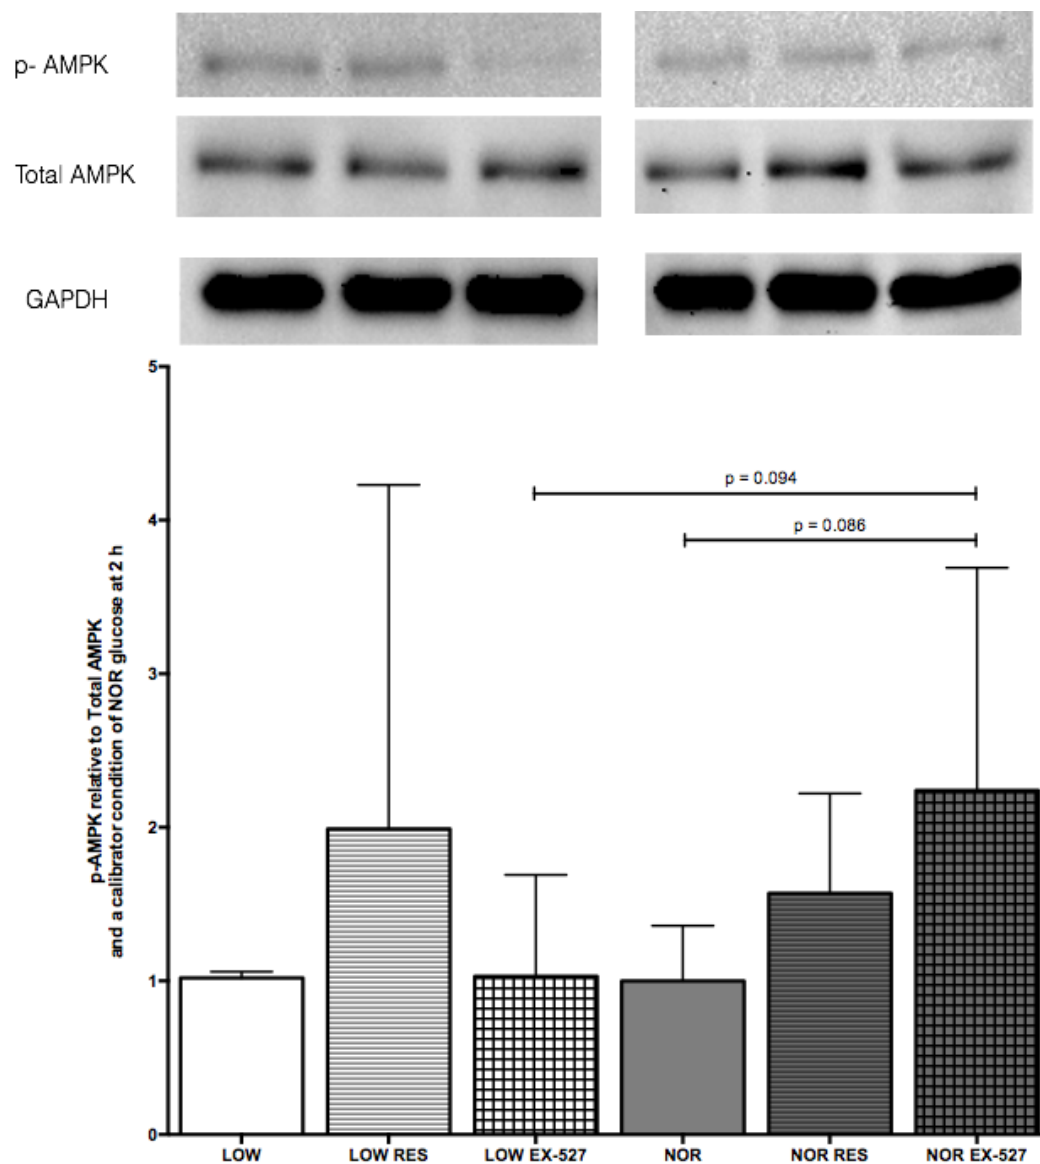 p- AMPK
Total AMPK
GAPDH
5
4
3
2
1
0
p-AMPK relative to Total AMPK
and a calibrator condition of NOR glucose at 2 h
p = 0.094
p = 0.086
LOW
LOW RES
LOW EX-527
NOR
NOR RES
NOR EX-527